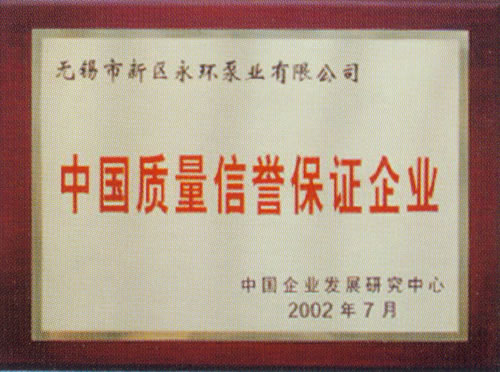 无锡市新区永环泵业有限公司
中国质量信誉保证企业
中国企业发展研究中心
2002年7月